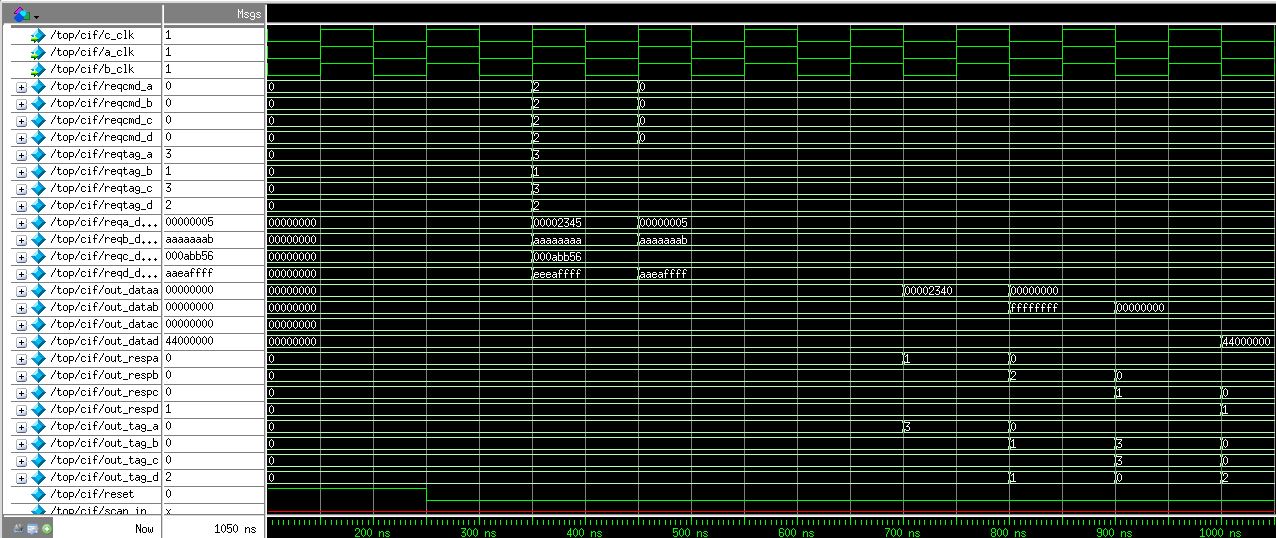 Msgs
/top/cif/c_clk 1
/top/cif/a_clk 1
/top/cif/b_clk 1
/top/cif/reqcmd_a 0 0 2 0
/top/cif/reqcmd_b 0 0 2 0
/top/cif/reqcmd_c 0 0 2 0
/top/cif/reqcmd_d 0 0 2 0
/top/cif/reqtag_a 3 0 3
/top/cif/reqtag_b 1 0 1
/top/cif/reqtag_c 3 0 3
/top/cif/reqtag_d 2 0 2
/top/cif/reqa_d... 00000005 00000000 00002345 00000005
/top/cif/reqb_d... aaaaaaab 00000000 aaaaaaaa aaaaaaab
/top/cif/reqc_d... 000abb56 00000000 000abb56
/top/cif/reqd_d... aaeaffff 00000000 eeeaffff aaeaffff
/top/cif/out_dataa 00000000 00000000 00002340 00000000
/top/cif/out_datab 00000000 00000000 ffffffff 00000000
/top/cif/out_datac 00000000 00000000
/top/cif/out_datad 44000000 00000000 44000000
/top/cif/out_respa 0 0 1 0
/top/cif/out_respb 0 0 2 0
/top/cif/out_respc 0 0 1 0
/top/cif/out_respd 1 0 1
/top/cif/out_tag_a 0 0 3 0
/top/cif/out_tag_b 0 0 1 3 0
/top/cif/out_tag_c 0 0 3 0
/top/cif/out_tag_d 2 0 1 0 2
/top/cif/reset 0
/top/cif/scan_in x
Now 1050 ns 200 ns 300 ns 400 ns 500 ns 600 ns 700 ns 800 ns 900 ns 1000 ns